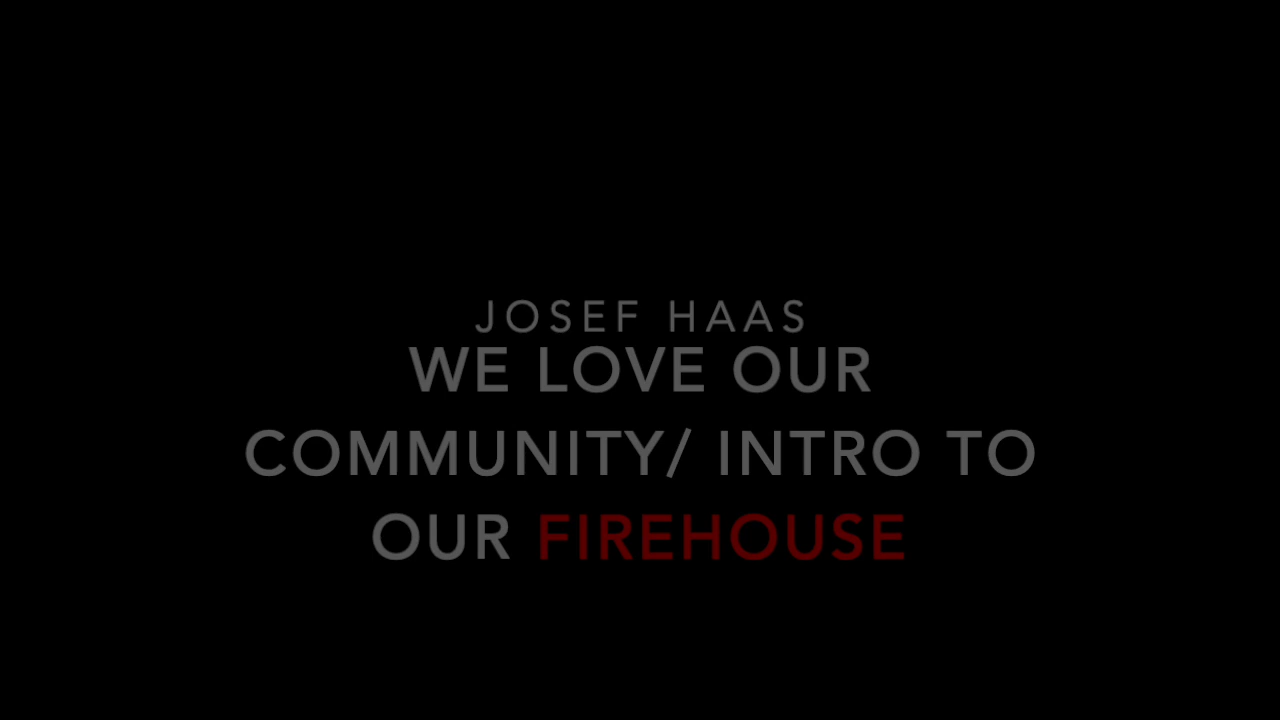 JOSEF HAAS
WE LOVE OUR
COMMUNITY/ INTRO TO
OUR FIREHOUSE